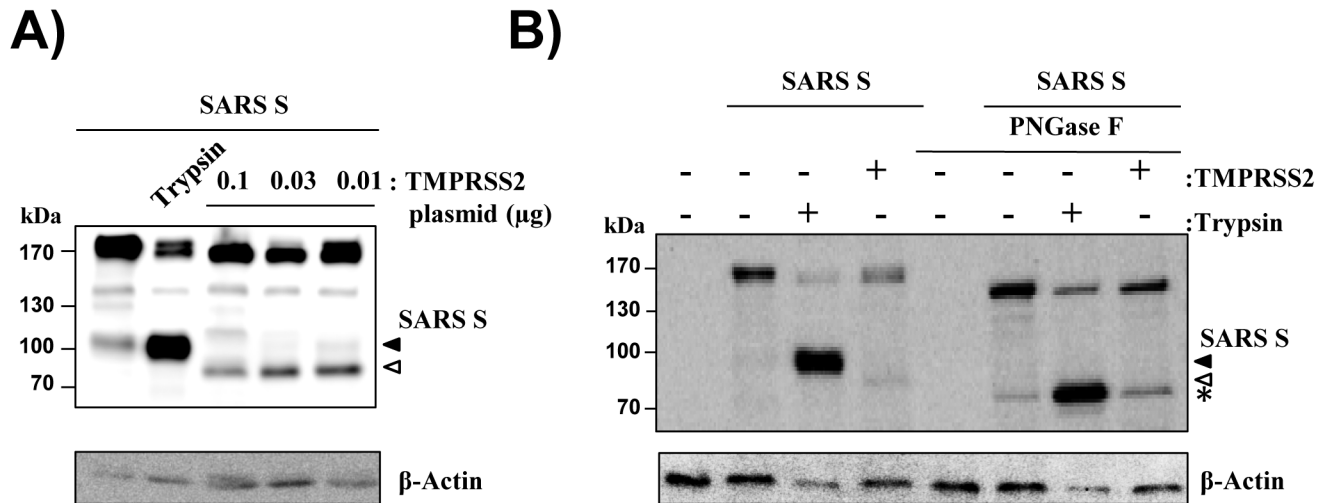 A)
SARS S
Trypsin
0.1 0.03 0.01 : TMPRSS2
plasmid (μg)
kDa
170
130
100
70
SARS S
β-Actin
B)
SARS S SARS S
PNGase F
- - - + - - - + :TMPRSS2
- - + - - - + - :Trypsin
kDa
170
130
100
70
SARS S
*
β-Actin